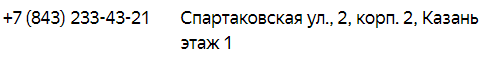 +7 (843) 233-43-21 Спартаковская ул., 2, корп. 2, Казань
этаж 1